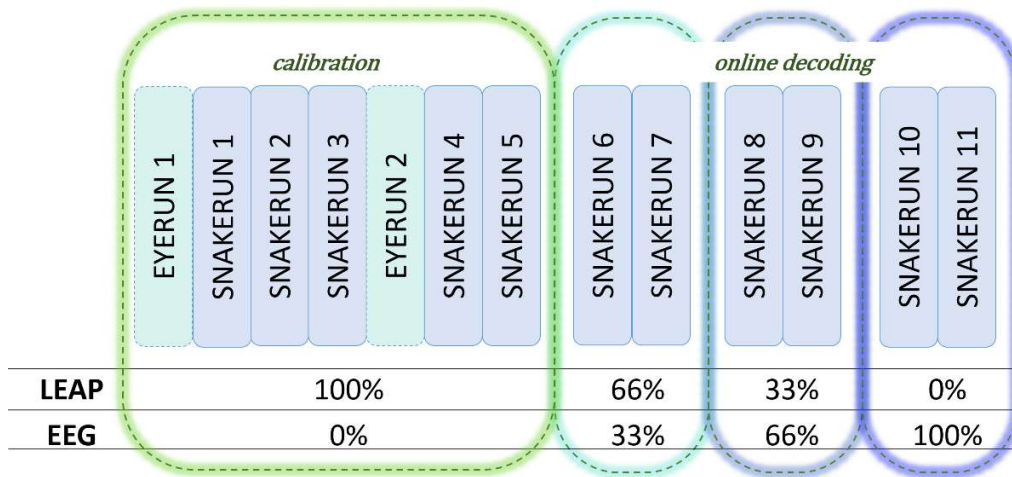 calibration
online decoding
EYERUN 1
SNAKERUN 1
SNAKERUN 2
SNAKERUN 3
EYERUN 2
SNAKERUN 4
SNAKERUN 5
SNAKERUN 6
SNAKERUN 7
SNAKERUN 8
SNAKERUN 9
SNAKERUN 10
SNAKERUN 11
LEAP 100% 66% 33% 0%
EEG 0% 33% 66% 100%